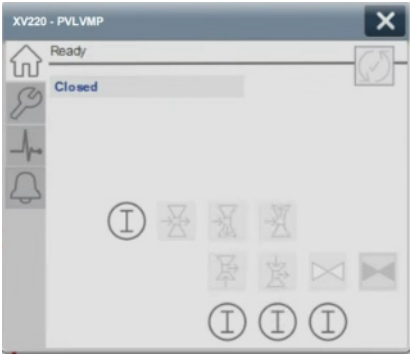 XV220 - PVLVMP
Ready
Closed
I
I I I